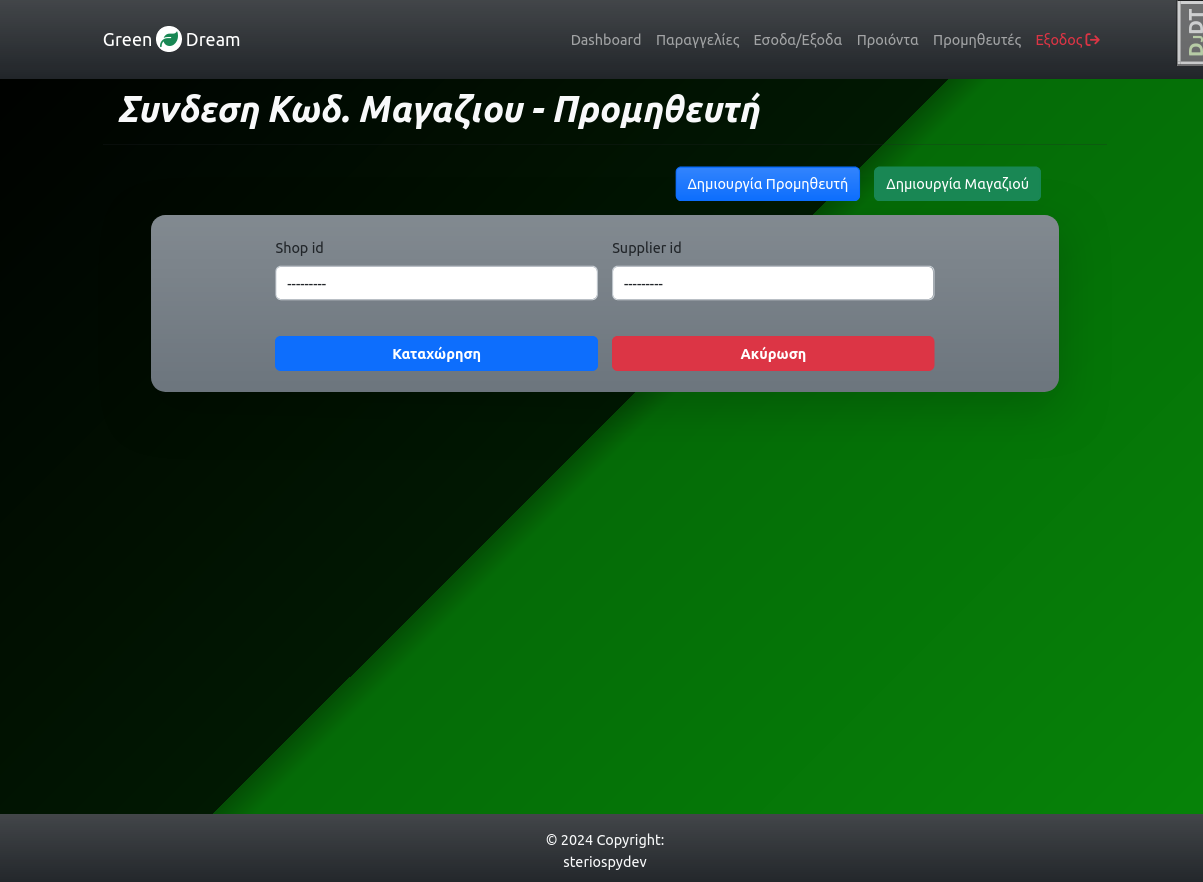 Green Dream
Dashboard Παραγγελίες Εσοδα/Εξοδα Προιόντα Προμηθευτές Εξοδος
DJDT
Συνδεση Κωδ. Μαγαζιου - Προμηθευτή
Δημιουργία Προμηθευτή Δημιουργία Μαγαζιού
Shop id Supplier id
--------- ---------
Καταχώρηση Ακύρωση
© 2024 Copyright:
steriospydev